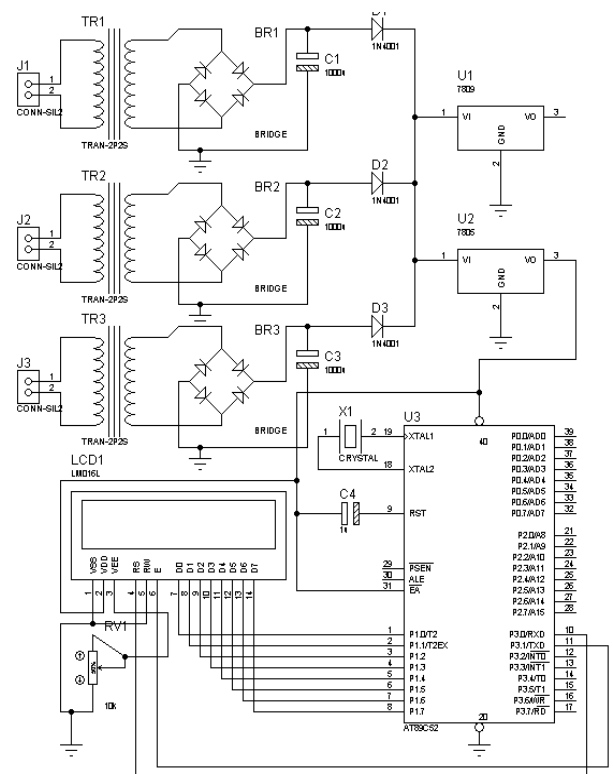 TR1
D1
J1
1
2
CONN-SIL2
TRAN-2P2S
BR1
BRIDGE
C1
1000u
1N4001
U1
7809
1
VI
VO
3
GND
2
TR2
J2
1
2
CONN-SIL2
TRAN-2P2S
BR2
BRIDGE
C2
1000u
D2
1N4001
U2
7805
1
VI
VO
3
GND
2
TR3
J3
1
2
CONN-SIL2
TRAN-2P2S
BR3
BRIDGE
C3
1000u
D3
1N4001
LCD1
LM016L
VSS
VDD
VEE
RS
RW
E
D0
D1
D2
D3
D4
D5
D6
D7
1
2
3
4
5
6
7
8
9
10
11
12
13
14
RV1
50%
10k
X1
1
2
CRYSTAL
C4
1u
U3
40
19 XTAL1
18 XTAL2
9 RST
29 PSEN
30 ALE
31 EA
1 P1.0/T2
2 P1.1/T2EX
3 P1.2
4 P1.3
5 P1.4
6 P1.5
7 P1.6
8 P1.7
P0.0/AD0 39
P0.1/AD1 38
P0.2/AD2 37
P0.3/AD3 36
P0.4/AD4 35
P0.5/AD5 34
P0.6/AD6 33
P0.7/AD7 32
P2.0/A8 21
P2.1/A9 22
P2.2/A10 23
P2.3/A11 24
P2.4/A12 25
P2.5/A13 26
P2.6/A14 27
P2.7/A15 28
P3.0/RXD 10
P3.1/TXD 11
P3.2/INT0 12
P3.3/INT1 13
P3.4/T0 14
P3.5/T1 15
P3.6/WR 16
P3.7/RD 17
20
AT89C52